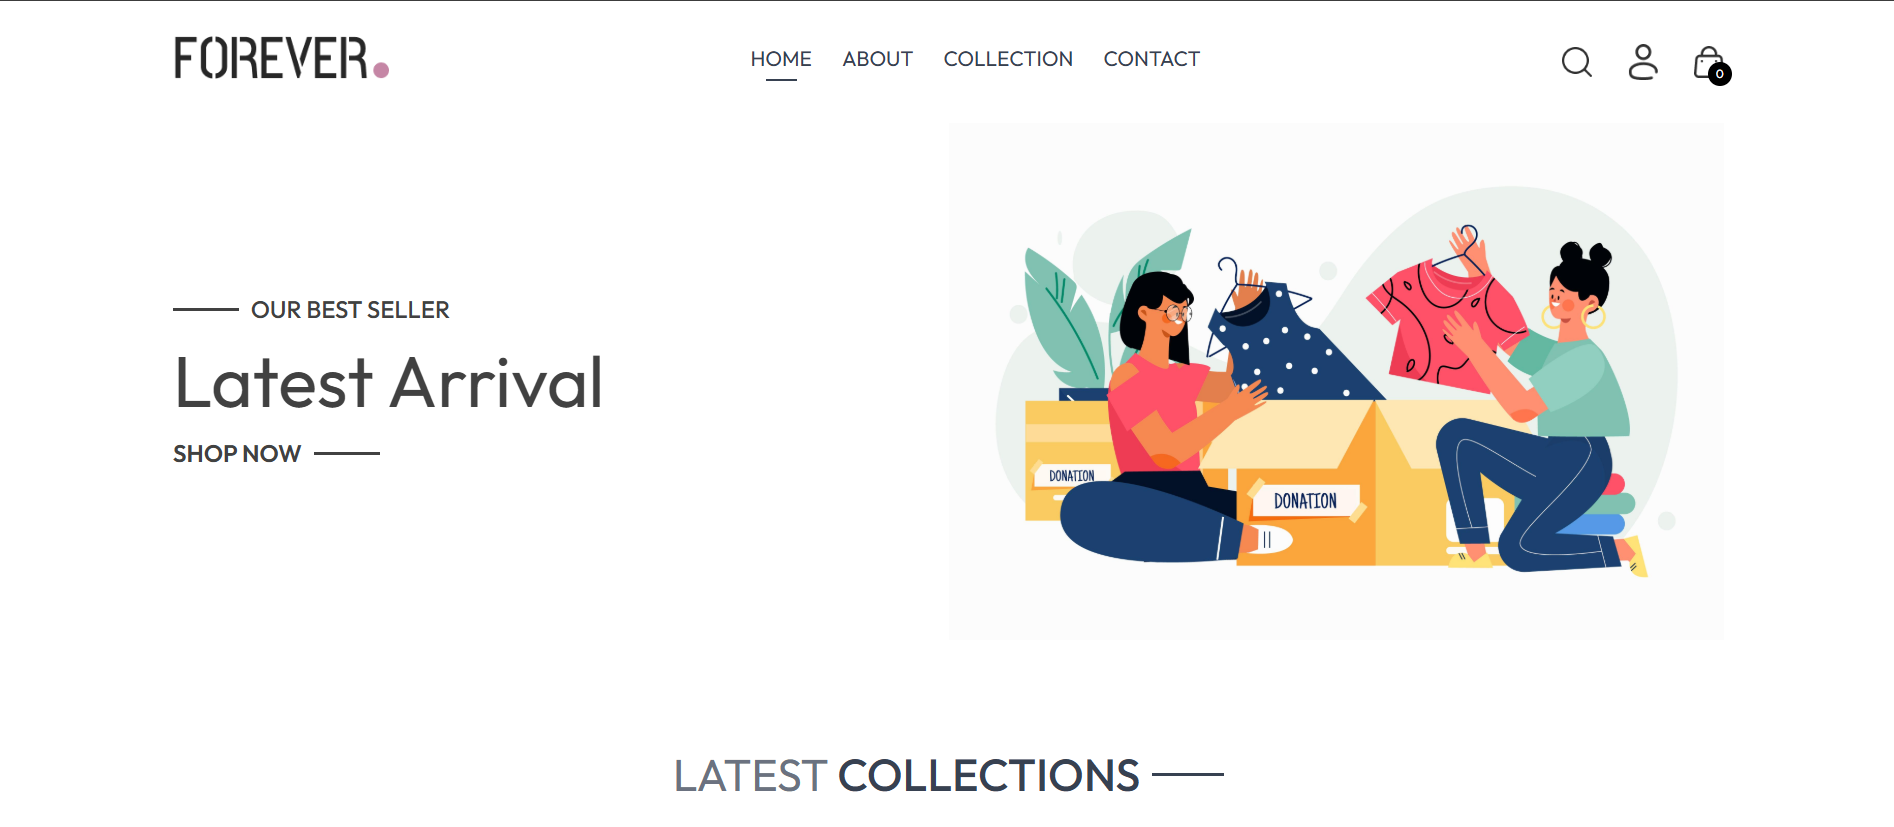 FOREVER.
HOME ABOUT COLLECTION CONTACT
0
OUR BEST SELLER
Latest Arrival
SHOP NOW
DONATION
DONATION
LATEST COLLECTIONS